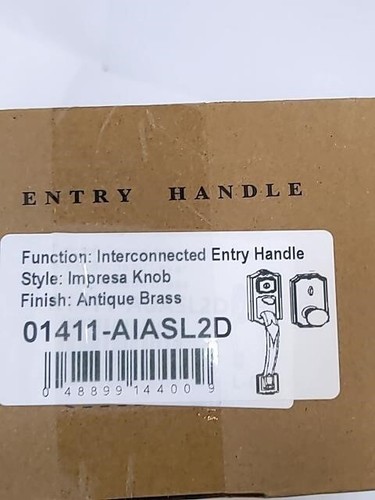 ENTRY HANDLE
Function: Interconnected Entry Handle
Style: Impresa Knob
Finish: Antique Brass
01411-AIASL2D
0 48899 14400 9